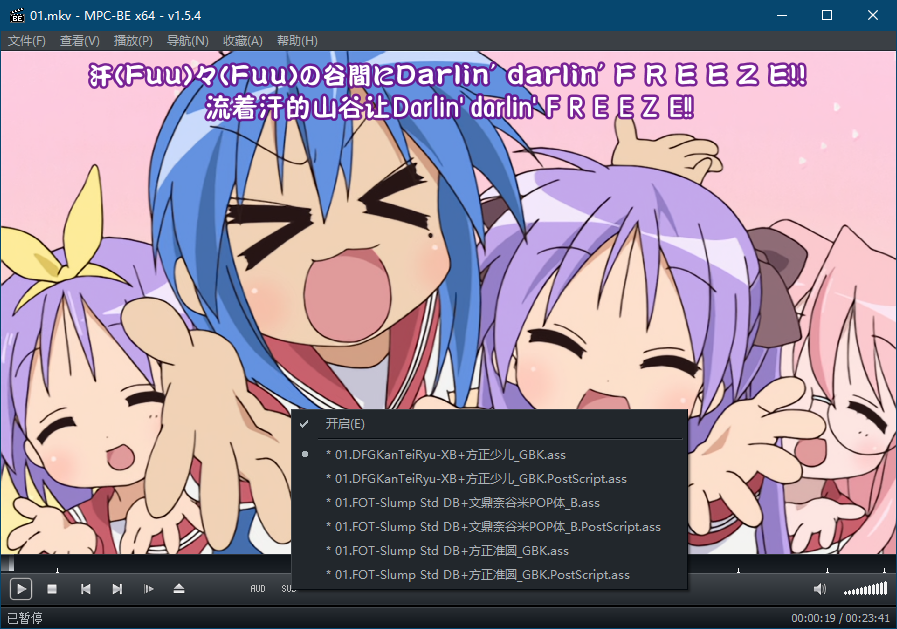 01.mkv - MPC-BE x64 - v1.5.4
文件(F) 查看(V) 播放(P) 导航(N) 收藏(A) 帮助(H)
汗(Fuu)々(Fuu)の谷間にDarlin' darlin' F R E E Z E!!
流着汗的山谷让Darlin' darlin' F R E E Z E!!
开启(E)
* 01.DFGKanTeiRyu-XB+方正少儿_GBK.ass
* 01.DFGKanTeiRyu-XB+方正少儿_GBK.PostScript.ass
* 01.FOT-Slump Std DB+文鼎奈谷米POP体_B.ass
* 01.FOT-Slump Std DB+文鼎奈谷米POP体_B.PostScript.ass
* 01.FOT-Slump Std DB+方正准圆_GBK.ass
* 01.FOT-Slump Std DB+方正准圆_GBK.PostScript.ass
AUD
已暂停 00:00:19 / 00:23:41